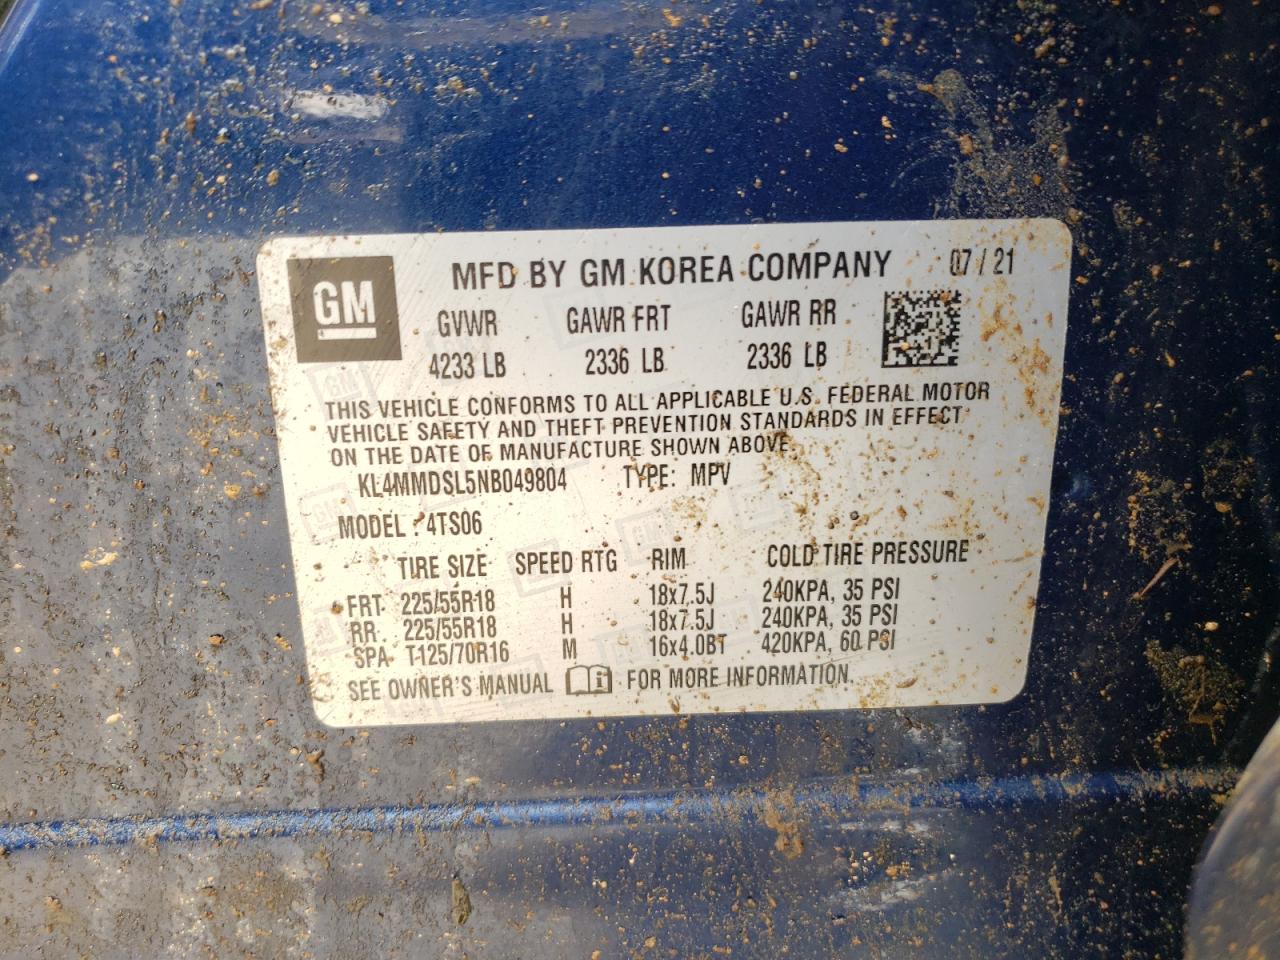 GM
MFD BY GM KOREA COMPANY 07/21
GVWR GAWR FRT GAWR RR
4233 LB 2336 LB 2336 LB
THIS VEHICLE CONFORMS TO ALL APPLICABLE U.S. FEDERAL MOTOR
VEHICLE SAFETY AND THEFT PREVENTION STANDARDS IN EFFECT
ON THE DATE OF MANUFACTURE SHOWN ABOVE.
KL4MMDSL5NB049804 TYPE: MPV
MODEL : 4TS06
TIRE SIZE SPEED RTG RIM COLD TIRE PRESSURE
FRT 225/55R18 H 18x7.5J 240KPA, 35 PSI
RR 225/55R18 H 18x7.5J 240KPA, 35 PSI
SPA T125/70R16 M 16x4.0BT 420KPA, 60 PSI
SEE OWNER'S MANUAL i FOR MORE INFORMATION.